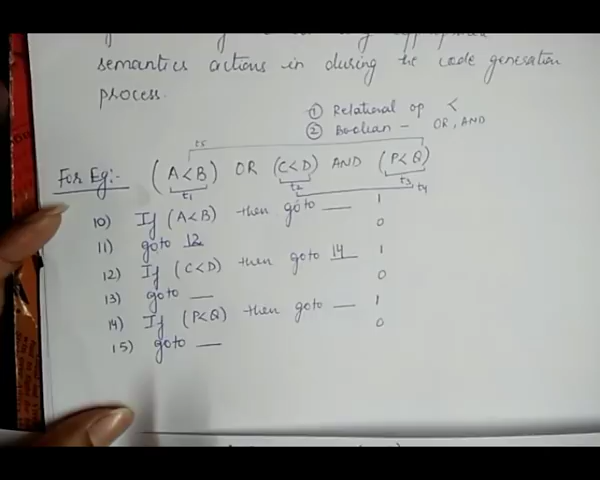 semantics actions in dusing the code generation
process.
① Relational op <
② Boolean - OR, AND
t5
For Eg:- (A<B) OR (C<D) AND (P<Q)
t1 t2 t3 t4
10) If (A<B) then goto ___ 1
0
11) goto 12
12) If (C<D) then goto 14 1
0
13) goto ___
14) If (P<Q) then goto ___ 1
0
15) goto ___